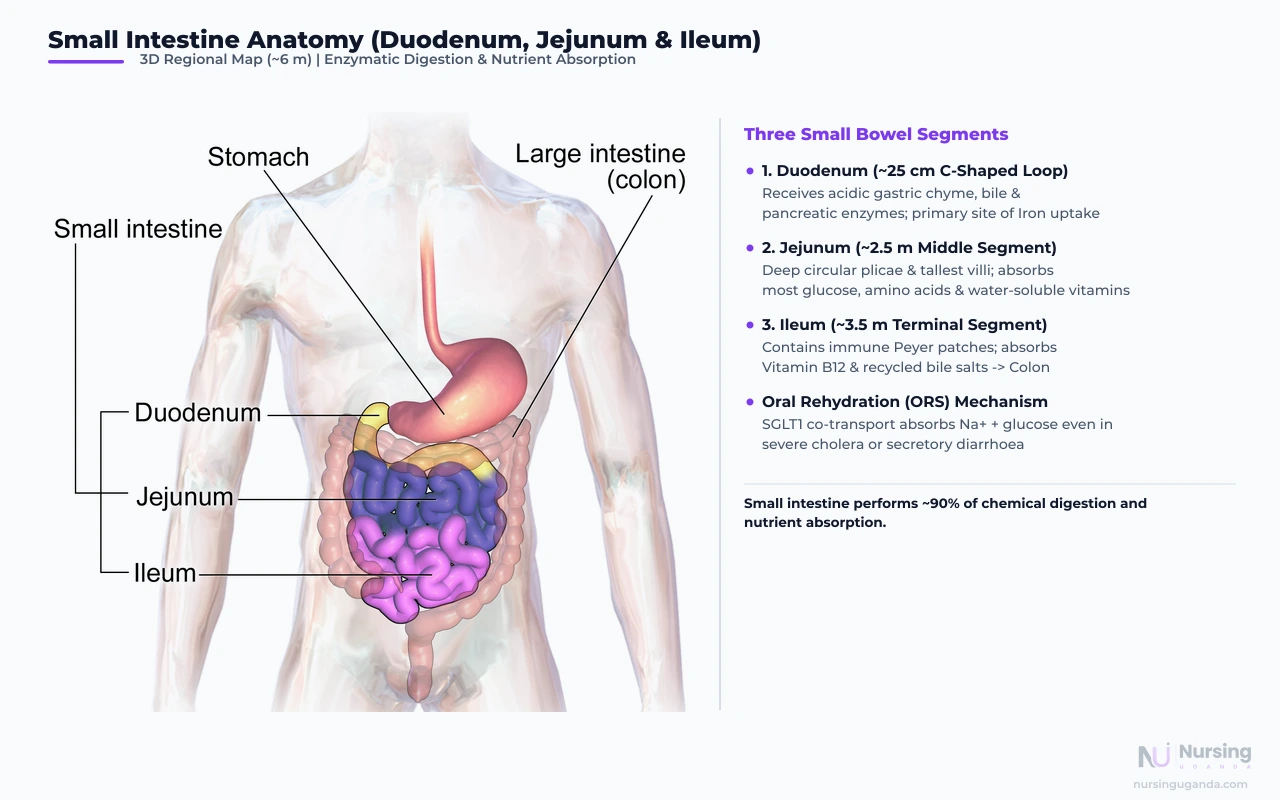 Small Intestine Anatomy (Duodenum, Jejunum & Ileum)
3D Regional Map (~6 m) | Enzymatic Digestion & Nutrient Absorption
Stomach
Large intestine
(colon)
Small intestine
Duodenum
Jejunum
Ileum
Three Small Bowel Segments
1. Duodenum (~25 cm C-Shaped Loop)
Receives acidic gastric chyme, bile &
pancreatic enzymes; primary site of Iron uptake
2. Jejunum (~2.5 m Middle Segment)
Deep circular plicae & tallest villi; absorbs
most glucose, amino acids & water-soluble vitamins
3. Ileum (~3.5 m Terminal Segment)
Contains immune Peyer patches; absorbs
Vitamin B12 & recycled bile salts -> Colon
Oral Rehydration (ORS) Mechanism
SGLT1 co-transport absorbs Na+ + glucose even in
severe cholera or secretory diarrhoea
Small intestine performs ~90% of chemical digestion and
nutrient absorption.
NU Nursing
UGANDA
nursinguganda.com